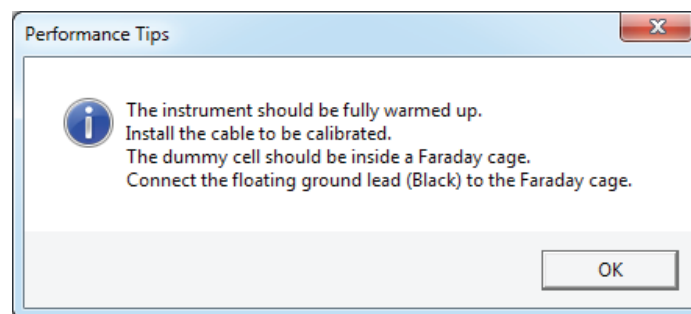 Performance Tips
The instrument should be fully warmed up.
Install the cable to be calibrated.
The dummy cell should be inside a Faraday cage.
Connect the floating ground lead (Black) to the Faraday cage.
OK